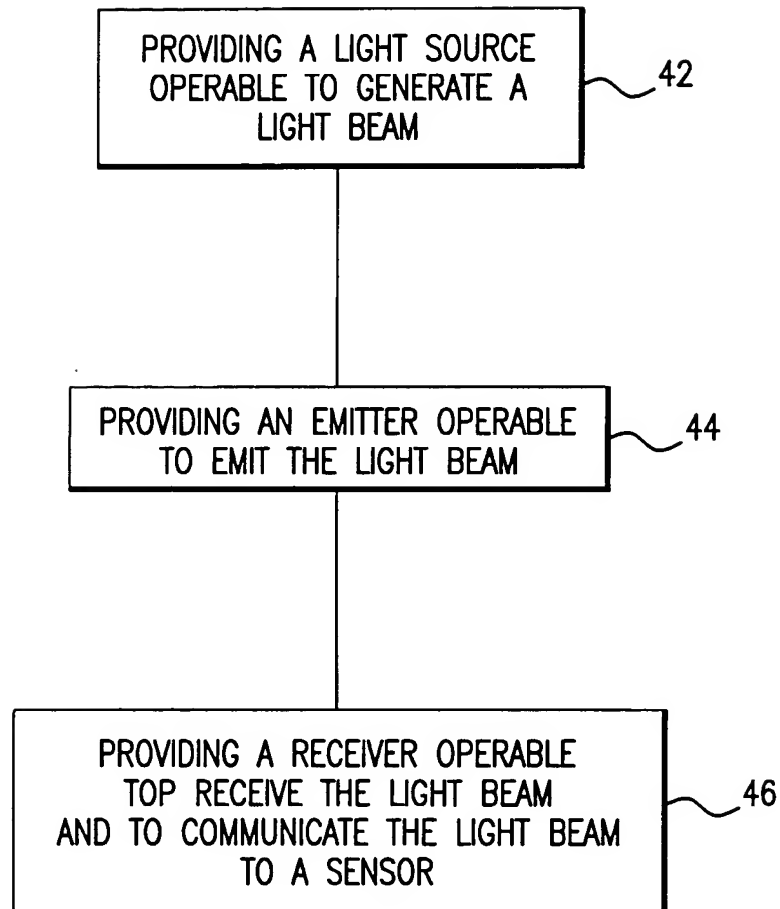 PROVIDING A LIGHT SOURCE
OPERABLE TO GENERATE A
LIGHT BEAM
42
PROVIDING AN EMITTER OPERABLE
TO EMIT THE LIGHT BEAM
44
PROVIDING A RECEIVER OPERABLE
TOP RECEIVE THE LIGHT BEAM
AND TO COMMUNICATE THE LIGHT BEAM
TO A SENSOR
46